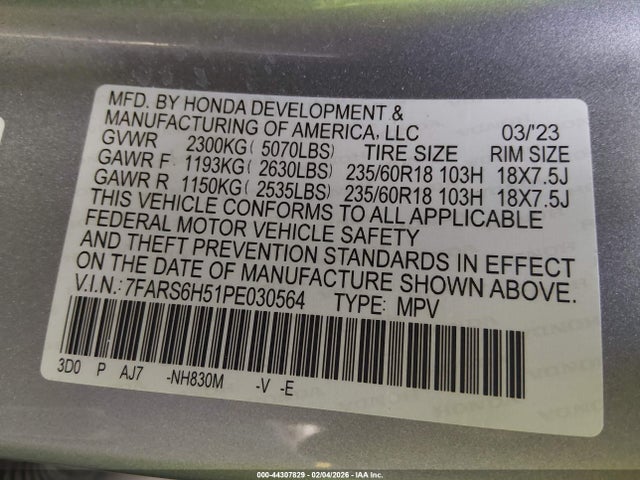 MFD. BY HONDA DEVELOPMENT &
MANUFACTURING OF AMERICA, LLC 03/'23
GVWR 2300KG( 5070LBS) TIRE SIZE RIM SIZE
GAWR F 1193KG( 2630LBS) 235/60R18 103H 18X7.5J
GAWR R 1150KG( 2535LBS) 235/60R18 103H 18X7.5J
THIS VEHICLE CONFORMS TO ALL APPLICABLE
FEDERAL MOTOR VEHICLE SAFETY
AND THEFT PREVENTION STANDARDS IN EFFECT
ON THE DATE OF MANUFACTURE SHOWN ABOVE.
V.I.N.: 7FARS6H51PE030564 TYPE: MPV
3D0 P AJ7 -NH830M -V -E
000-44307829 - 02/04/2026 - IAA Inc.